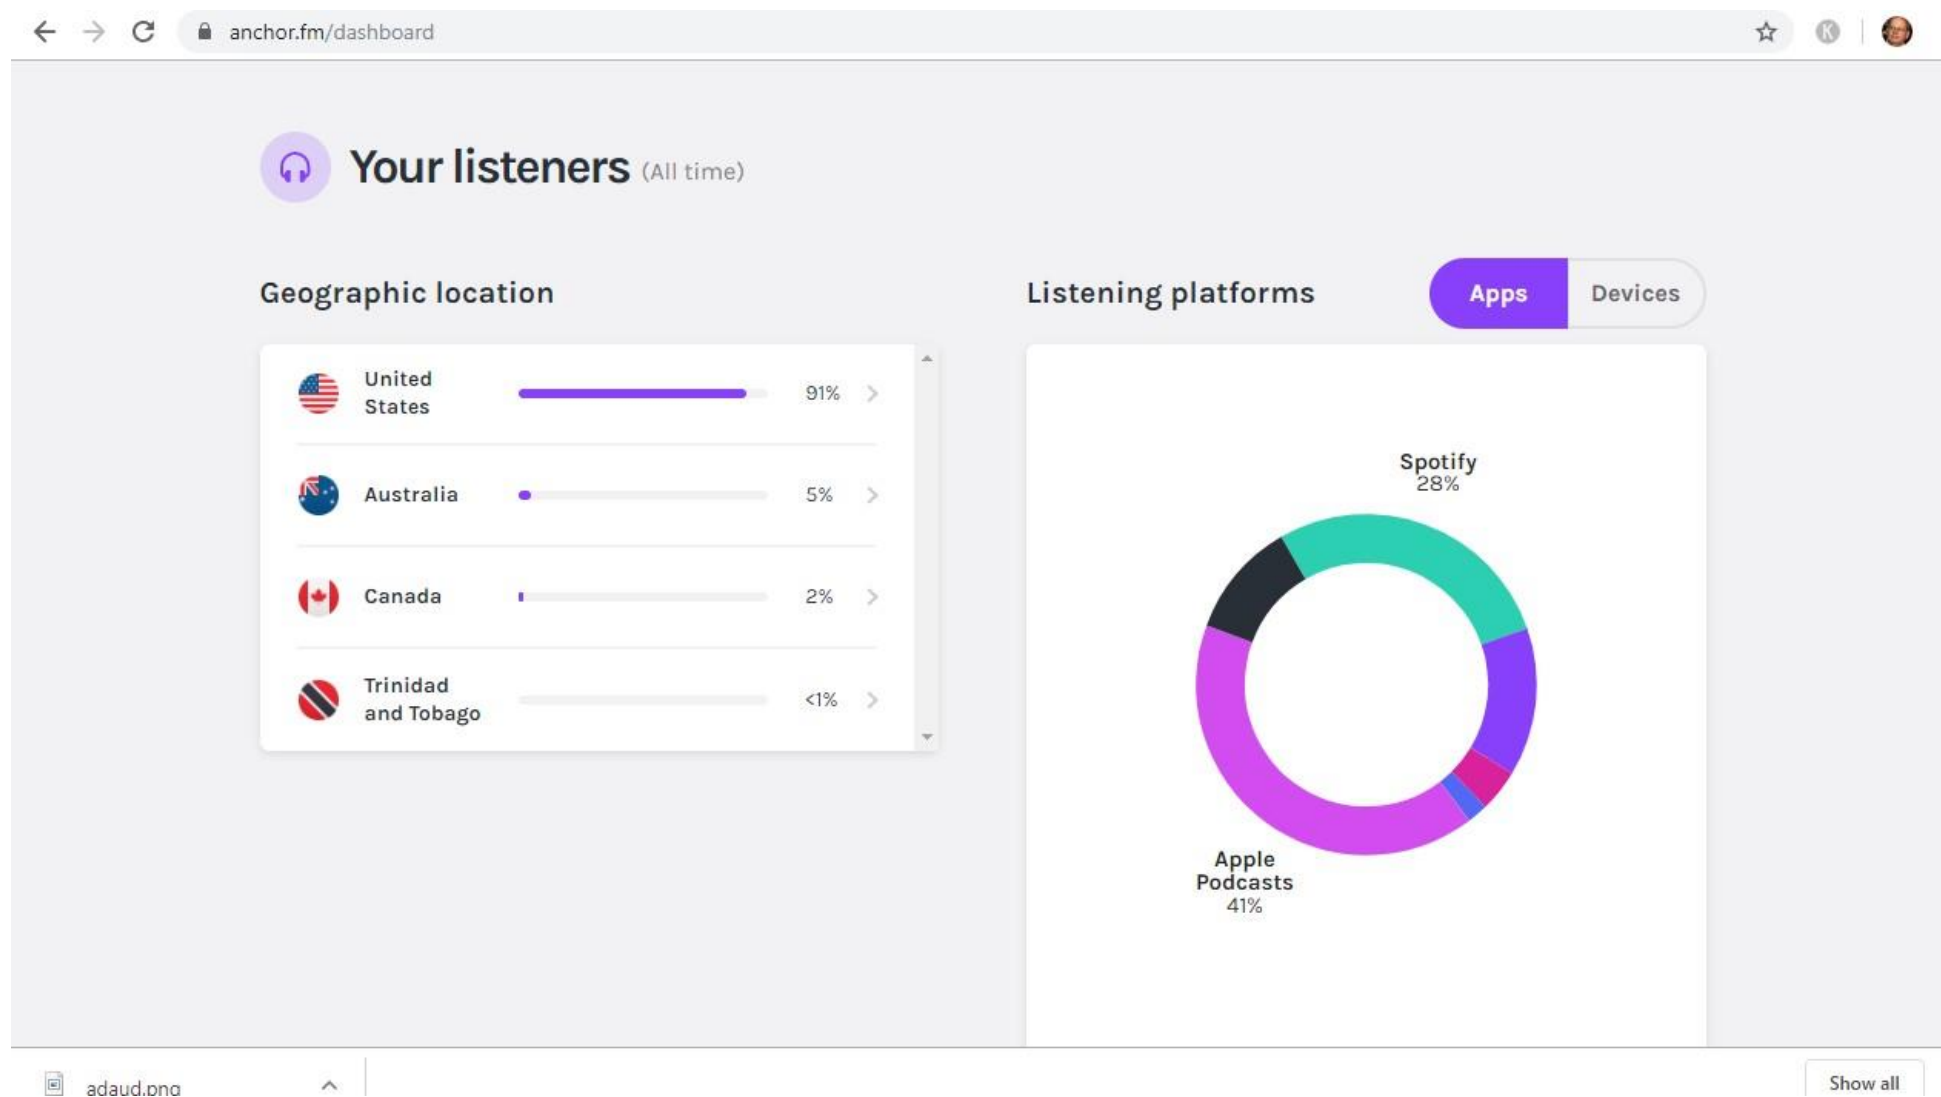 anchor.fm/dashboard
K
Your listeners (All time)
Geographic location
United
States
91%
Australia
5%
Canada
2%
Trinidad
and Tobago
<1%
Listening platforms
Apps
Devices
Spotify
28%
Apple
Podcasts
41%
adaud.png
Show all